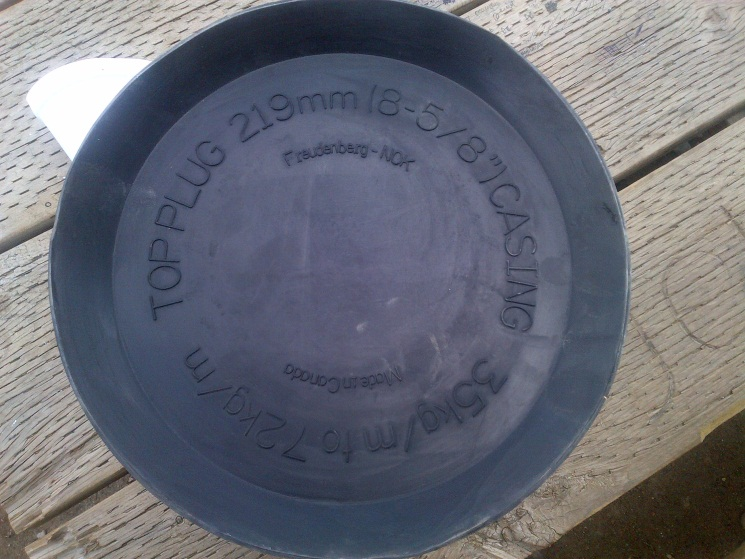 TOP PLUG 219mm (8-5/8") CASING
Freudenberg-NOK
Made in Canada
35kg/m to 72kg/m